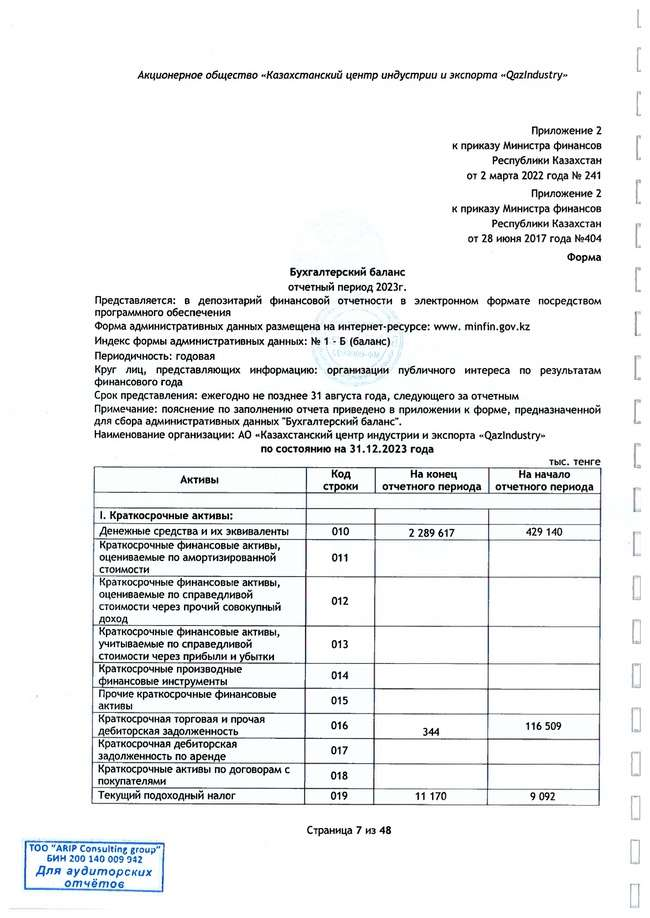 Акционерное общество «Казахстанский центр индустрии и экспорта «QazIndustry»
Приложение 2
к приказу Министра финансов
Республики Казахстан
от 2 марта 2022 года № 241
Приложение 2
к приказу Министра финансов
Республики Казахстан
от 28 июня 2017 года №404
Форма
Бухгалтерский баланс
отчетный период 2023г.
Представляется: в депозитарий финансовой отчетности в электронном формате посредством
программного обеспечения
Форма административных данных размещена на интернет-ресурсе: www. minfin.gov.kz
Индекс формы административных данных: № 1 - Б (баланс)
Периодичность: годовая
Круг лиц, представляющих информацию: организации публичного интереса по результатам
финансового года
Срок представления: ежегодно не позднее 31 августа года, следующего за отчетным
Примечание: пояснение по заполнению отчета приведено в приложении к форме, предназначенной
для сбора административных данных "Бухгалтерский баланс".
Наименование организации: АО «Казахстанский центр индустрии и экспорта «QazIndustry»
по состоянию на 31.12.2023 года
тыс. тенге
Активы Код строки На конец отчетного периода На начало отчетного периода
I. Краткосрочные активы:
Денежные средства и их эквиваленты 010 2 289 617 429 140
Краткосрочные финансовые активы,
оцениваемые по амортизированной 011
стоимости
Краткосрочные финансовые активы,
оцениваемые по справедливой
стоимости через прочий совокупный 012
доход
Краткосрочные финансовые активы,
учитываемые по справедливой 013
стоимости через прибыли и убытки
Краткосрочные производные 014
финансовые инструменты
Прочие краткосрочные финансовые 015
активы
Краткосрочная торговая и прочая 016 116 509
дебиторская задолженность 344
Краткосрочная дебиторская 017
задолженность по аренде
Краткосрочные активы по договорам с 018
покупателями
Текущий подоходный налог 019 11 170 9 092
Страница 7 из 48
ТОО "ARIP Consulting group"
БИН 200 140 009 942
Для аудиторских
отчётов